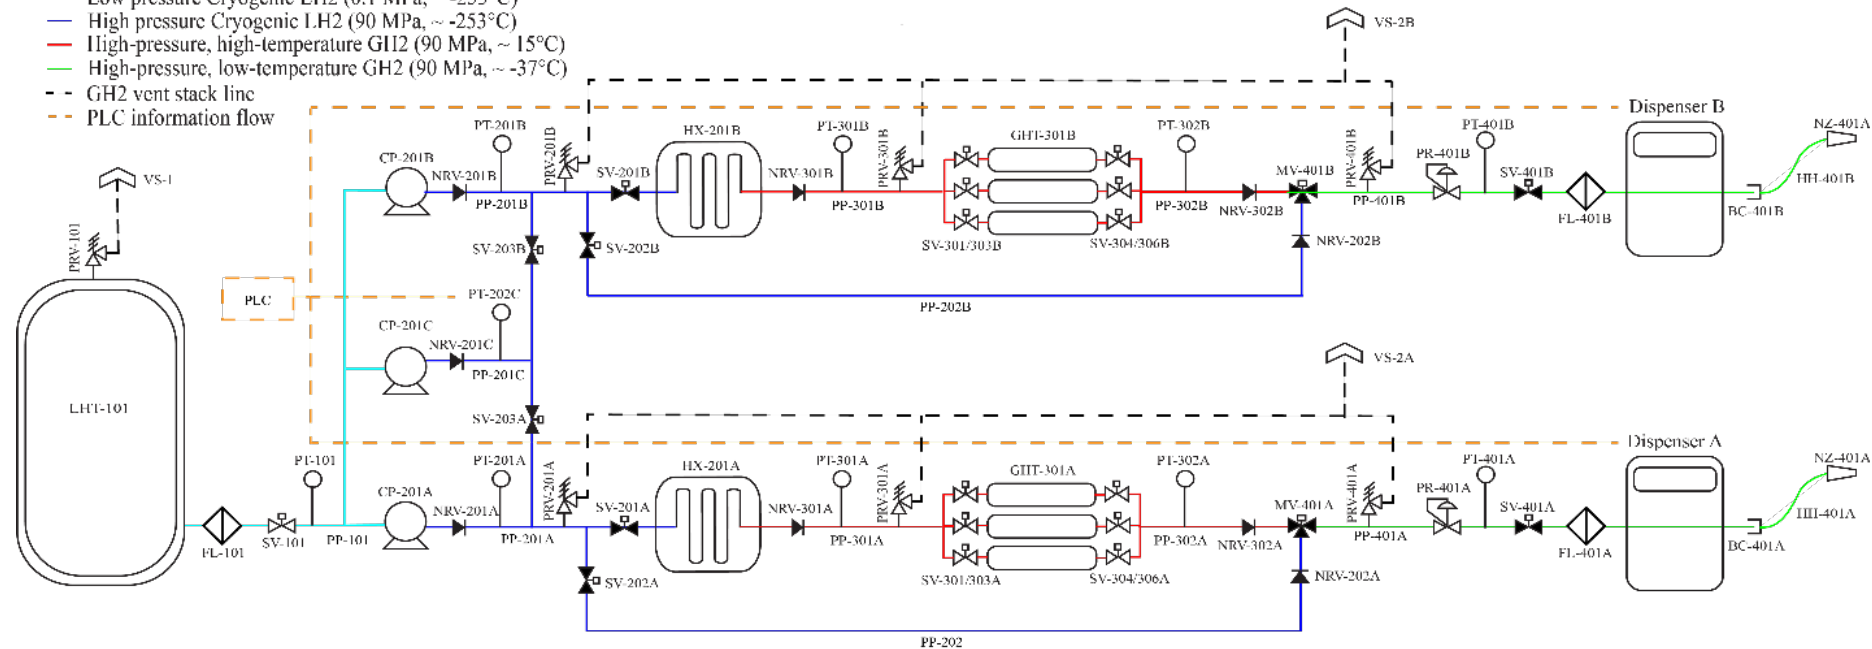 Low pressure Cryogenic LH2 (0.1 MPa, ~ -253°C)
High pressure Cryogenic LH2 (90 MPa, ~ -253°C)
High-pressure, high-temperature GH2 (90 MPa, ~ 15°C)
High-pressure, low-temperature GH2 (90 MPa, ~ -37°C)
GH2 vent stack line
PLC information flow
VS-2B
VS-1
PRV-101
LHT-101
PLC
FL-101
SV-101
PT-101
PP-101
CP-201B
NRV-201B
PT-201B
PP-201B
PRV-201B
SV-201B
HX-201B
SV-203B
SV-202B
NRV-301B
PT-301B
PP-301B
PRV-301B
GHT-301B
SV-301/303B
SV-304/306B
PT-302B
PP-302B
NRV-302B
MV-401B
NRV-202B
PP-202B
PRV-401B
PP-401B
PR-401B
PT-401B
SV-401B
FL-401B
Dispenser B
BC-401B
HH-401B
NZ-401A
CP-201C
NRV-201C
PT-202C
PP-201C
SV-203A
VS-2A
CP-201A
NRV-201A
PT-201A
PP-201A
PRV-201A
SV-201A
HX-201A
SV-202A
NRV-301A
PT-301A
PP-301A
PRV-301A
GHT-301A
SV-301/303A
SV-304/306A
PT-302A
PP-302A
NRV-302A
MV-401A
NRV-202A
PP-202
PRV-401A
PP-401A
PR-401A
PT-401A
SV-401A
FL-401A
Dispenser A
BC-401A
HH-401A
NZ-401A